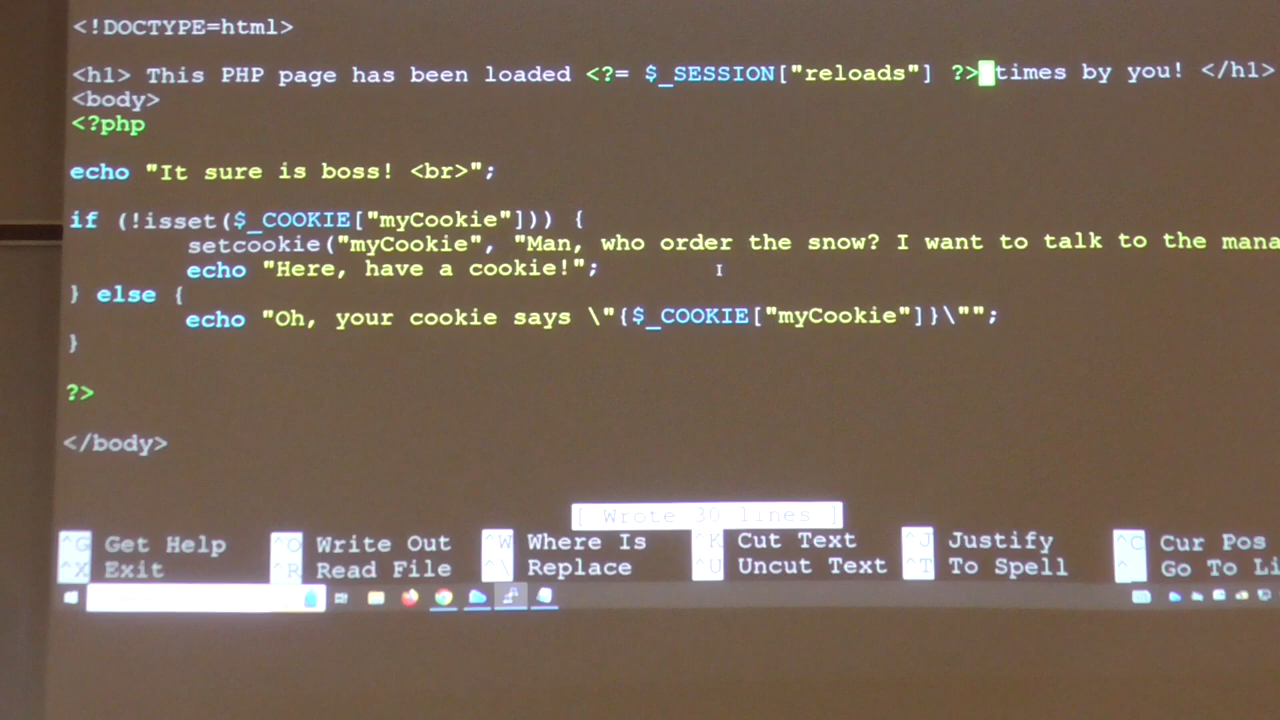 <!DOCTYPE=html>
<h1> This PHP page has been loaded <?= $_SESSION["reloads"] ?> times by you! </h1>
<body>
<?php
echo "It sure is boss! <br>";
if (!isset($_COOKIE["myCookie"])) {
setcookie("myCookie", "Man, who order the snow? I want to talk to the mana
echo "Here, have a cookie!";
} else {
echo "Oh, your cookie says \"{$_COOKIE["myCookie"]}\"";
}
?>
</body>
[ Wrote 30 lines ]
^G Get Help ^O Write Out ^W Where Is ^K Cut Text ^J Justify ^C Cur Pos
^X Exit ^R Read File ^\ Replace ^U Uncut Text ^T To Spell ^_ Go To Li